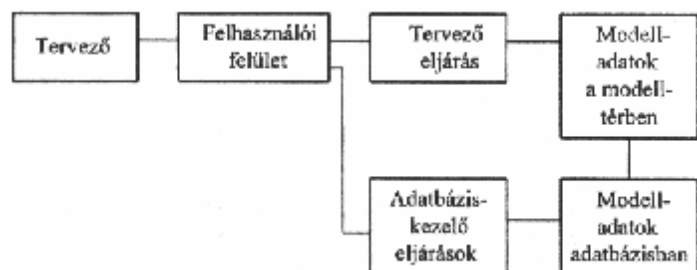 Tervező
Felhasználói
felület
Tervező
eljárás
Modell-
adatok
a modell-
térben
Adatbázis-
kezelő
eljárások
Modell-
adatok
adatbázisban